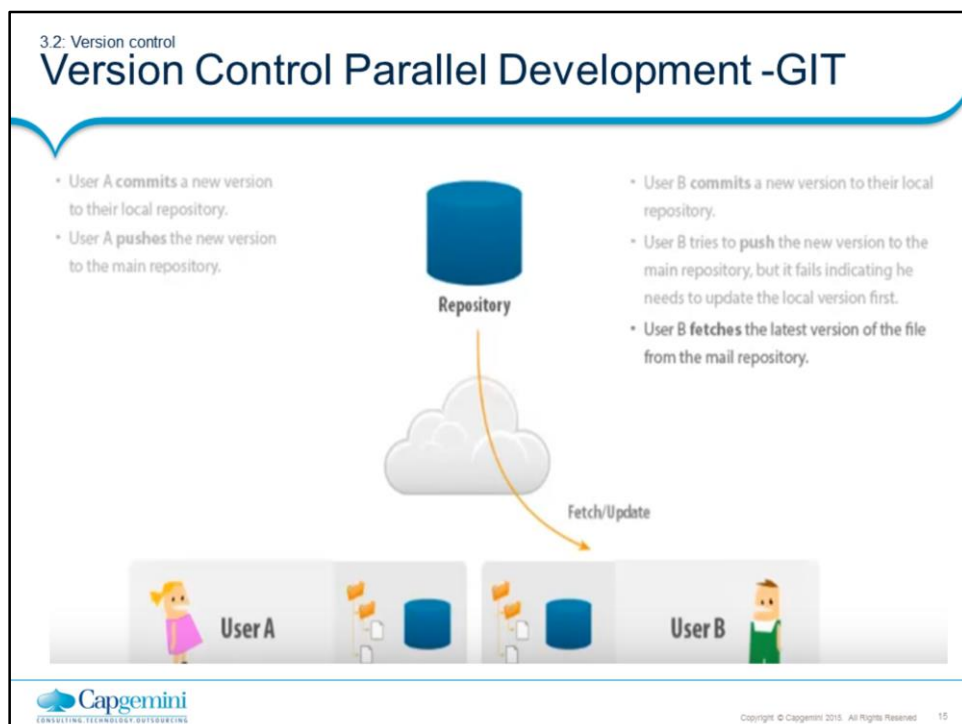 3.2: Version control
Version Control Parallel Development -GIT
• User A commits a new version
to their local repository.
• User A pushes the new version
to the main repository.
Repository
• User B commits a new version to their local
repository.
• User B tries to push the new version to the
main repository, but it fails indicating he
needs to update the local version first.
• User B fetches the latest version of the file
from the mail repository.
Fetch/Update
User A
User B
Capgemini
CONSULTING.TECHNOLOGY.OUTSOURCING
Copyright © Capgemini 2015. All Rights Reserved 15